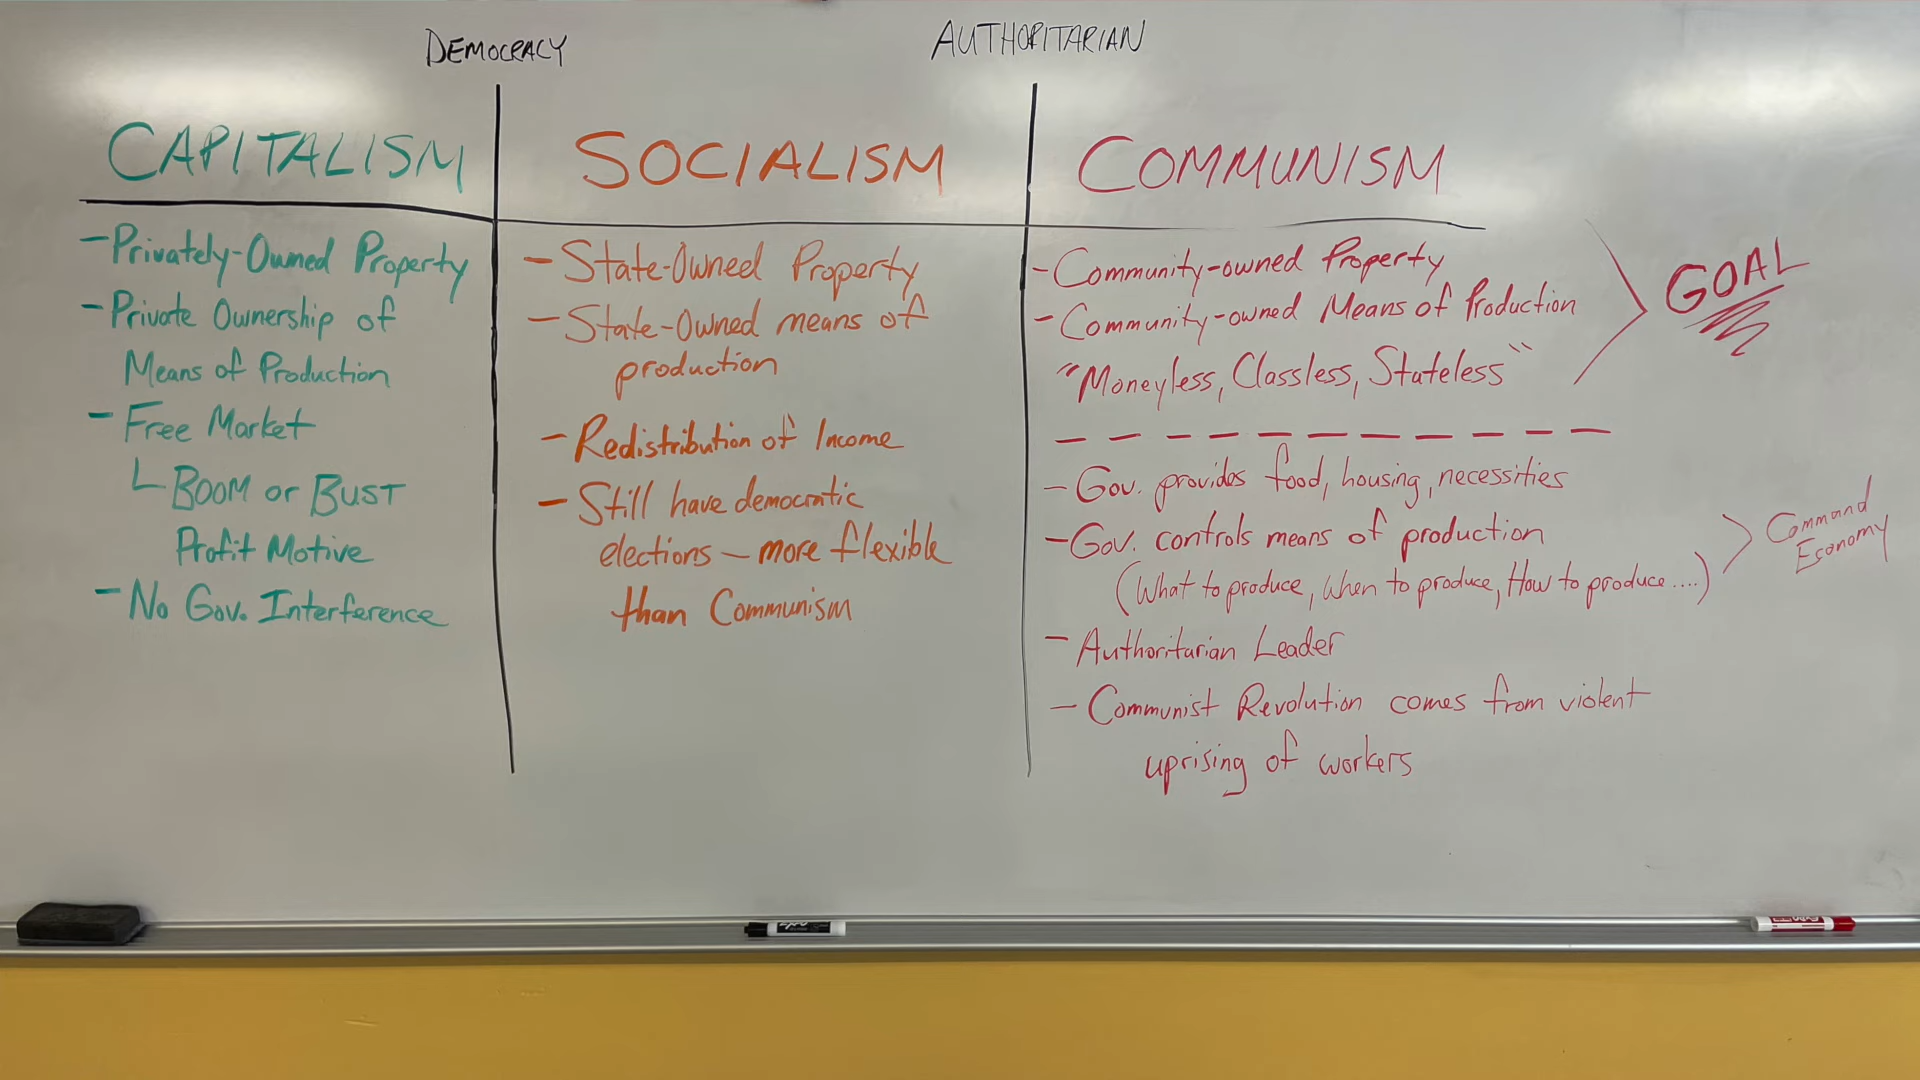 DEMOCRACY
AUTHORITARIAN
CAPITALISM
- Privately-Owned Property
- Private Ownership of
Means of Production
- Free Market
└ BOOM or BUST
Profit Motive
- No Gov. Interference
SOCIALISM
- State-Owned Property
- State-Owned means of
production
- Redistribution of Income
- Still have democratic
elections – more flexible
than Communism
COMMUNISM
- Community-owned Property
- Community-owned Means of Production
"Moneyless, Classless, Stateless"
GOAL
- Gov. provides food, housing, necessities
- Gov. controls means of production
(What to produce, When to produce, How to produce....)
Command
Economy
- Authoritarian Leader
- Communist Revolution comes from violent
uprising of workers